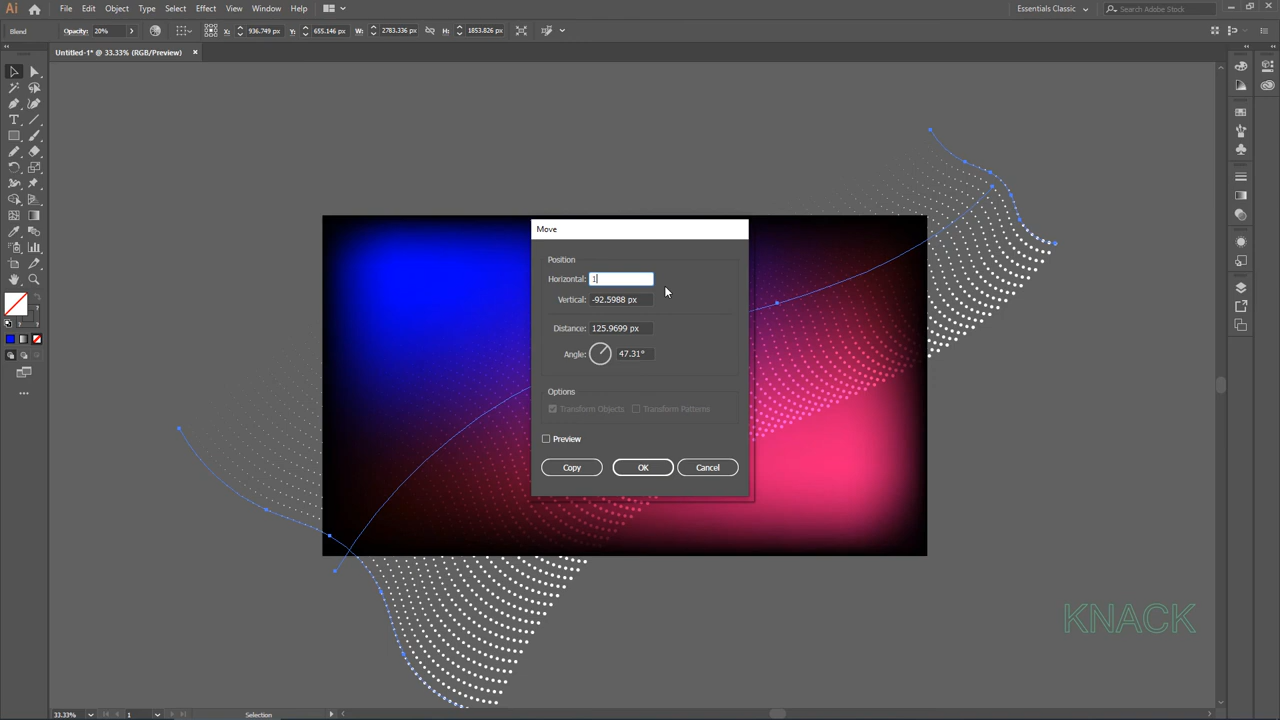 Ai File Edit Object Type Select Effect View Window Help Essentials Classic Search Adobe Stock
Blend Opacity: 20% X: 936.749 px Y: 655.146 px W: 2783.336 px H: 1853.826 px
Untitled-1* @ 33.33% (RGB/Preview) ×
Move
Position
Horizontal: 1
Vertical: -92.5988 px
Distance: 125.9699 px
Angle: 47.31°
Options
Transform Objects Transform Patterns
Preview
Copy OK Cancel
KNACK
33.33% 1 Selection